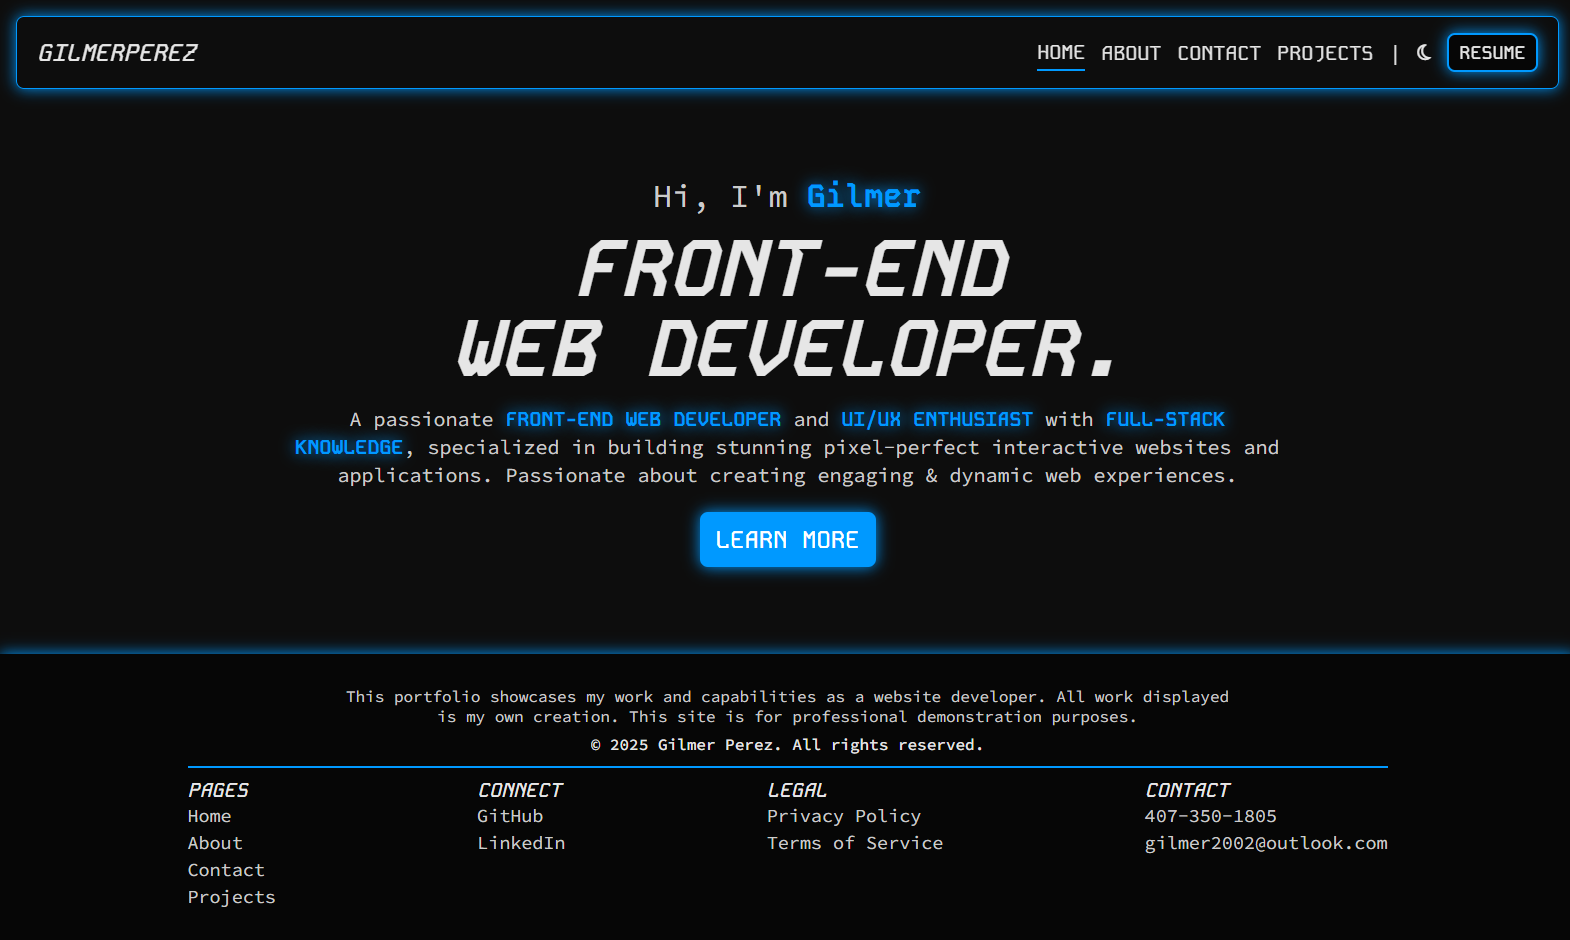 GILMERPEREZ
HOME ABOUT CONTACT PROJECTS | RESUME
Hi, I'm Gilmer
FRONT-END
WEB DEVELOPER.
A passionate FRONT-END WEB DEVELOPER and UI/UX ENTHUSIAST with FULL-STACK
KNOWLEDGE, specialized in building stunning pixel-perfect interactive websites and
applications. Passionate about creating engaging & dynamic web experiences.
LEARN MORE
This portfolio showcases my work and capabilities as a website developer. All work displayed
is my own creation. This site is for professional demonstration purposes.
© 2025 Gilmer Perez. All rights reserved.
PAGES
Home
About
Contact
Projects
CONNECT
GitHub
LinkedIn
LEGAL
Privacy Policy
Terms of Service
CONTACT
407-350-1805
gilmer2002@outlook.com